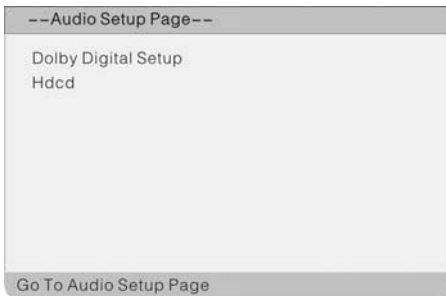 --Audio Setup Page--
Dolby Digital Setup
Hdcd
Go To Audio Setup Page